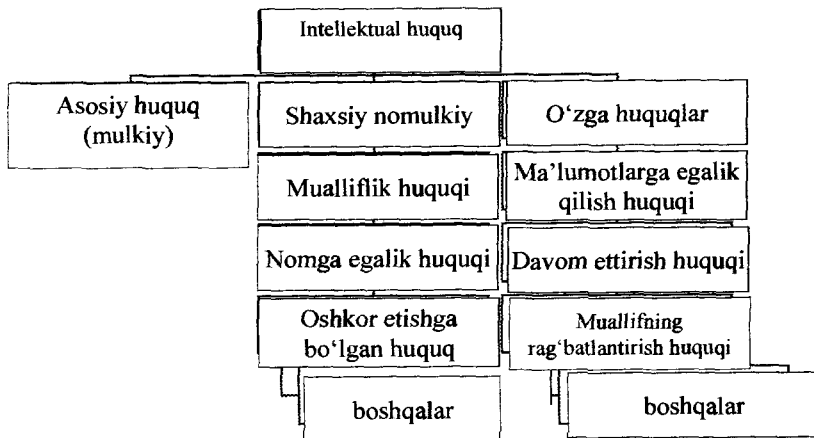 Intellektual huquq
Asosiy huquq
(mulkiy)
Shaxsiy nomulkiy
O‘zga huquqlar
Mualliflik huquqi
Ma’lumotlarga egalik
qilish huquqi
Nomga egalik huquqi
Davom ettirish huquqi
Oshkor etishga
bo‘lgan huquq
Muallifning
rag‘batlantirish huquqi
boshqalar
boshqalar